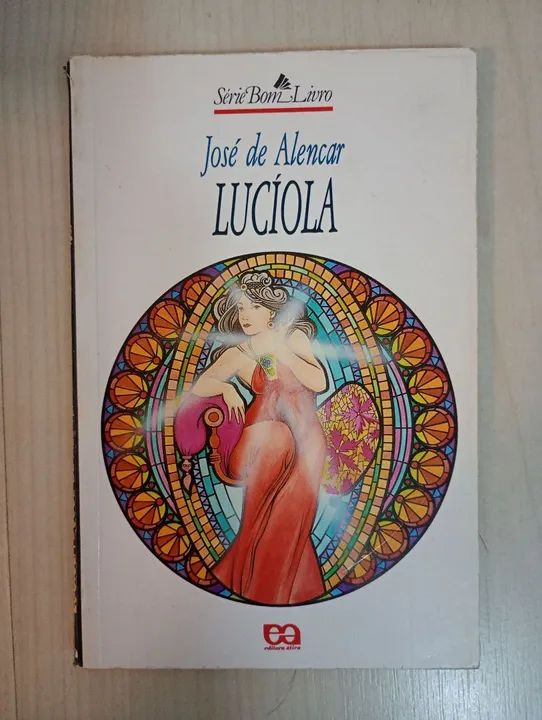 Série Bom Livro
José de Alencar
LUCÍOLA
editora ática